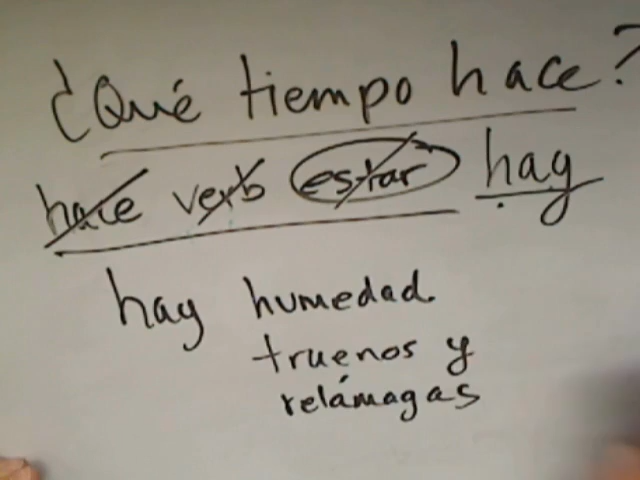 ¿Qué tiempo hace?
hace verb estar hay
hay humedad.
truenos y
relámagas